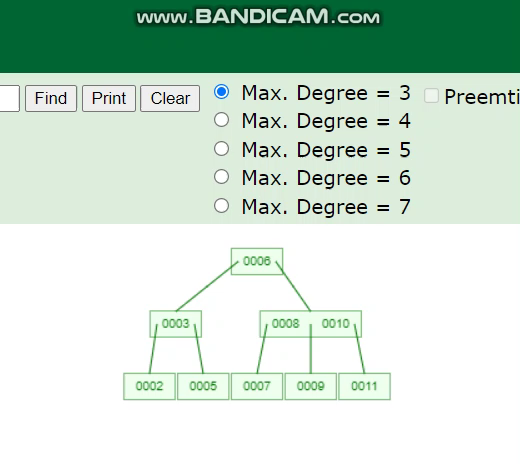 www.BANDICAM.com
Find Print Clear
Max. Degree = 3
Preemti
Max. Degree = 4
Max. Degree = 5
Max. Degree = 6
Max. Degree = 7
0006
0003 0008 0010
0002 0005 0007 0009 0011